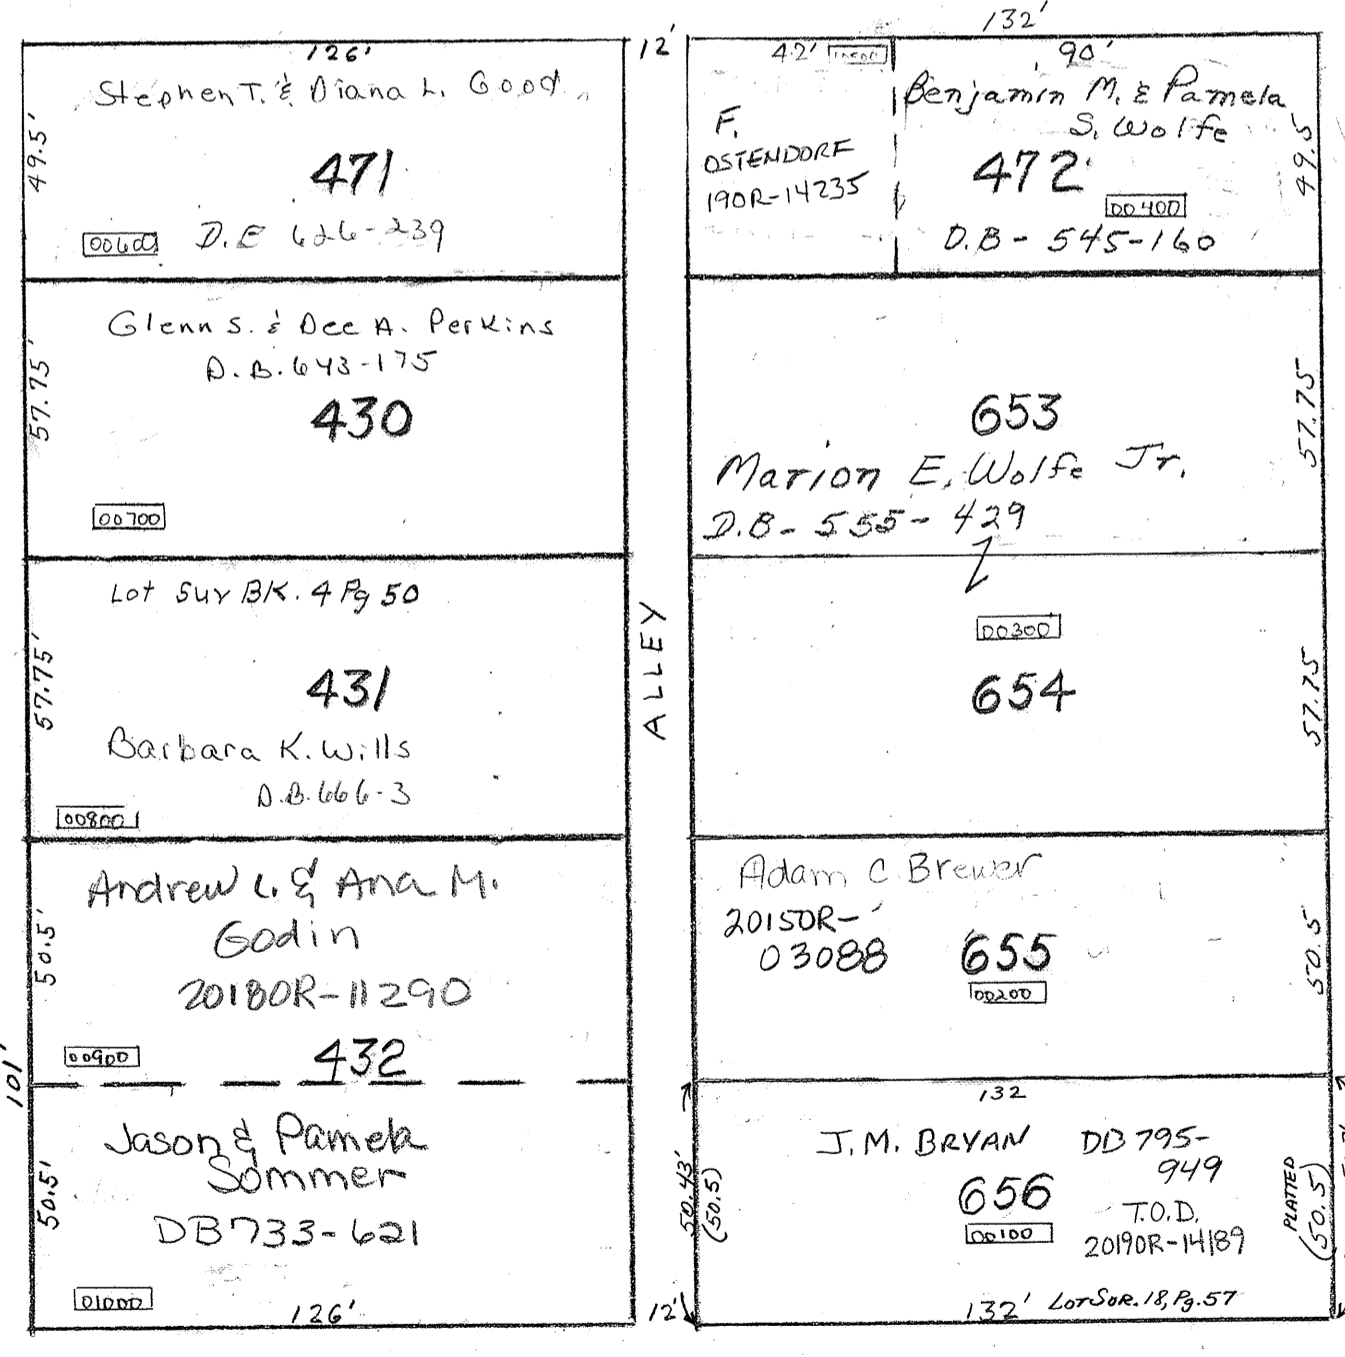 126'
Stephen T. & Diana L. Good
49.5'
471
00600
D.E 626-239
Glenn S. & Dee A. Perkins
D.B. 643-175
57.75'
430
00700
Lot Sur BK. 4 Pg 50
57.75'
431
Barbara K. Wills
D.B. 666-3
00800
Andrew L. & Ana M.
Godin
50.5'
2018OR-11290
00900
432
101'
Jason & Pamela
Sommer
50.5'
DB733-621
01000
126'
12'
ALLEY
12'
132'
42'
F.
OSTENDORF
190R-14235
90'
Benjamin M. & Pamela
S. Wolfe
49.5
472
00400
D.B - 545-160
653
57.75
Marion E. Wolfe Jr.
D.B - 555 - 429
00300
654
57.75
Adam C Brewer
2015OR-
03088
655
50.5
00200
132
J.M. BRYAN
DB 795-
949
50.43'
(50.5)
656
00100
T.O.D.
2019OR-14189
PLATTED
(50.5)
132'
LOT SUR. 18, Pg. 57